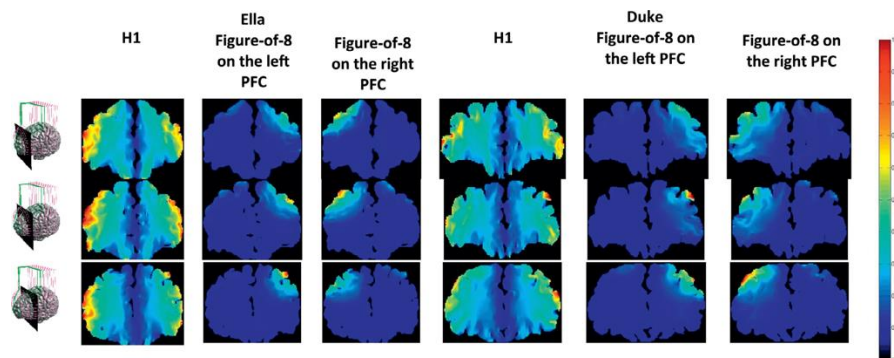 Ella
Duke
H1
Figure-of-8
on the left
PFC
Figure-of-8
on the right
PFC
H1
Figure-of-8 on
the left PFC
Figure-of-8 on
the right PFC